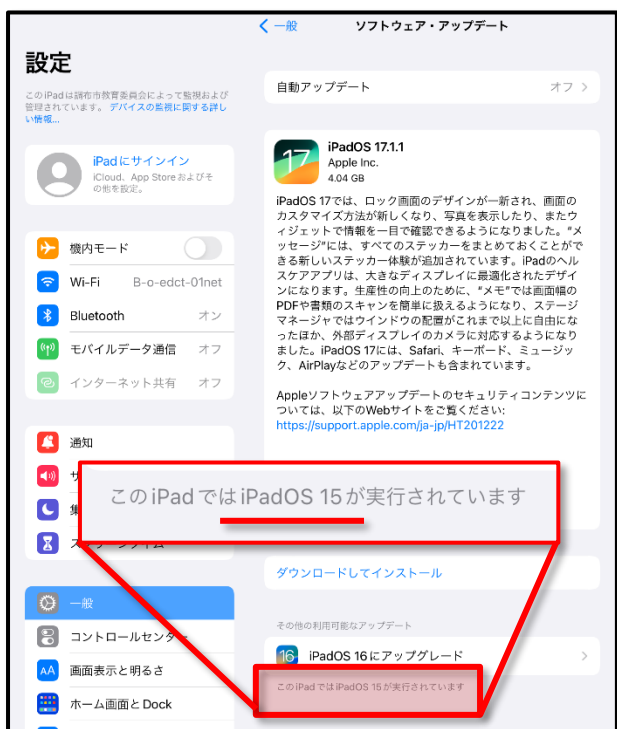 設定
このiPadは調布市教育委員会によって監視および
管理されています。デバイスの監視に関する詳し
い情報...
iPadにサインイン
iCloud、App Storeおよびそ
の他を設定。
機内モード
Wi-Fi B-o-edct-01net
Bluetooth オン
モバイルデータ通信 オフ
インターネット共有 オフ
通知
一般
コントロールセンター
画面表示と明るさ
ホーム画面とDock
一般 ソフトウェア・アップデート
自動アップデート オフ
17
iPadOS 17.1.1
Apple Inc.
4.04 GB
iPadOS 17では、ロック画面のデザインが一新され、画面の
カスタマイズ方法が新しくなり、写真を表示したり、またウ
ィジェットで情報を一目で確認できるようになりました。“メ
ッセージ”には、すべてのステッカーをまとめておくことがで
きる新しいステッカー体験が追加されています。iPadのヘル
スケアアプリは、大きなディスプレイに最適化されたデザイ
ンになります。生産性の向上のために、“メモ”では画面幅の
PDFや書類のスキャンを簡単に扱えるようになり、ステージ
マネージャではウインドウの配置がこれまで以上に自由にな
ったほか、外部ディスプレイのカメラに対応するようになり
ました。iPadOS 17には、Safari、キーボード、ミュージッ
ク、AirPlayなどのアップデートも含まれています。
Appleソフトウェアアップデートのセキュリティコンテンツに
ついては、以下のWebサイトをご覧ください:
https://support.apple.com/ja-jp/HT201222
このiPadではiPadOS 15が実行されています
ダウンロードしてインストール
その他の利用可能なアップデート
16 iPadOS 16にアップグレード
このiPadではiPadOS 15が実行されています